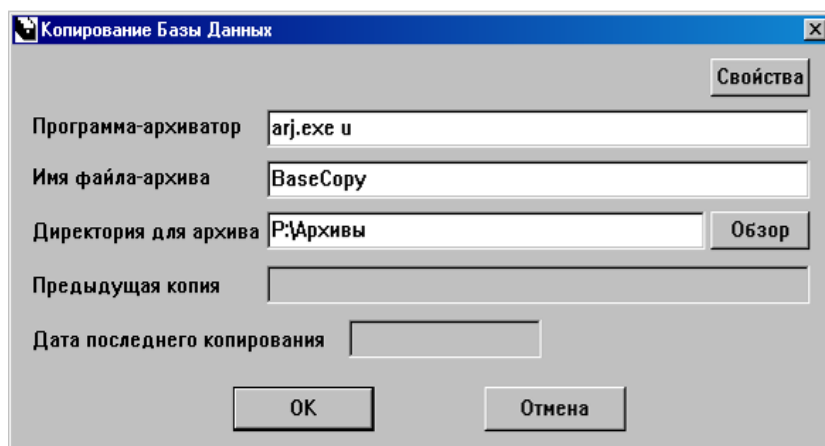 Копирование Базы Данных
Свойства
Программа-архиватор arj.exe u
Имя файла-архива BaseCopy
Директория для архива P:\Архивы Обзор
Предыдущая копия
Дата последнего копирования
OK Отмена